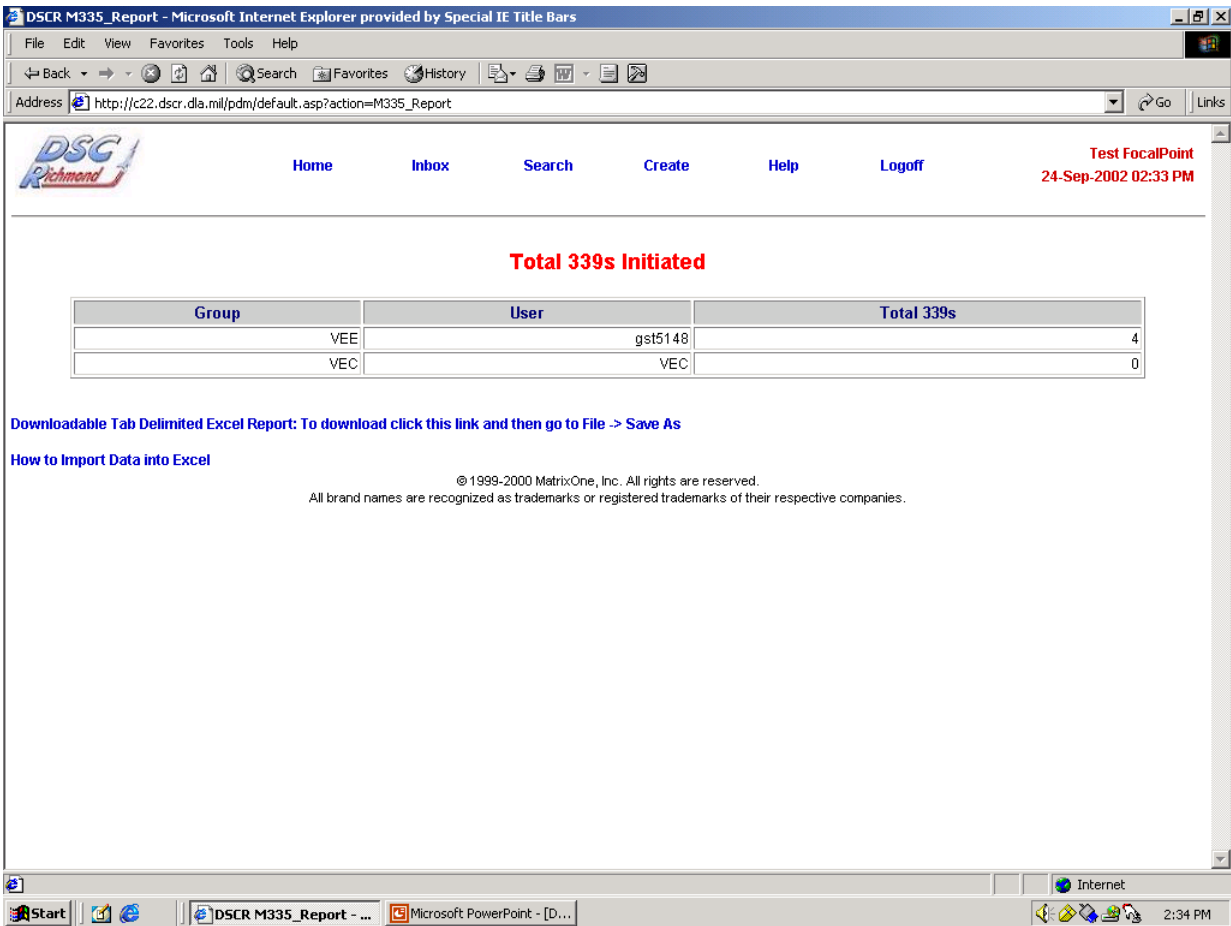 DSCR M335_Report - Microsoft Internet Explorer provided by Special IE Title Bars
File Edit View Favorites Tools Help
Back Search Favorites History
Address http://c22.dscr.dla.mil/pdm/default.asp?action=M335_Report Go Links
DSC Richmond
Home Inbox Search Create Help Logoff
Test FocalPoint
24-Sep-2002 02:33 PM
Total 339s Initiated
Group User Total 339s
VEE gst5148 4
VEC VEC 0
Downloadable Tab Delimited Excel Report: To download click this link and then go to File -> Save As
How to Import Data into Excel
© 1999-2000 MatrixOne, Inc. All rights are reserved.
All brand names are recognized as trademarks or registered trademarks of their respective companies.
Internet
Start DSCR M335_Report - ... Microsoft PowerPoint - [D... 2:34 PM